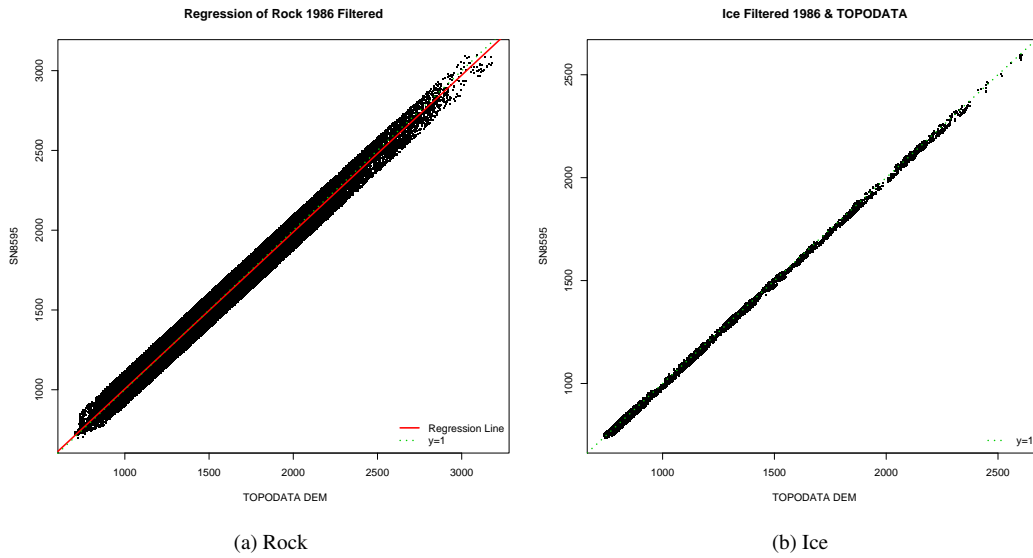 Regression of Rock 1986 Filtered
SN8595
3000
2500
2000
1500
1000
Regression Line
y=1
1000 1500 2000 2500 3000
TOPODATA DEM
(a) Rock
Ice Filtered 1986 & TOPODATA
SN8595
2500
2000
1500
1000
y=1
1000 1500 2000 2500
TOPODATA DEM
(b) Ice